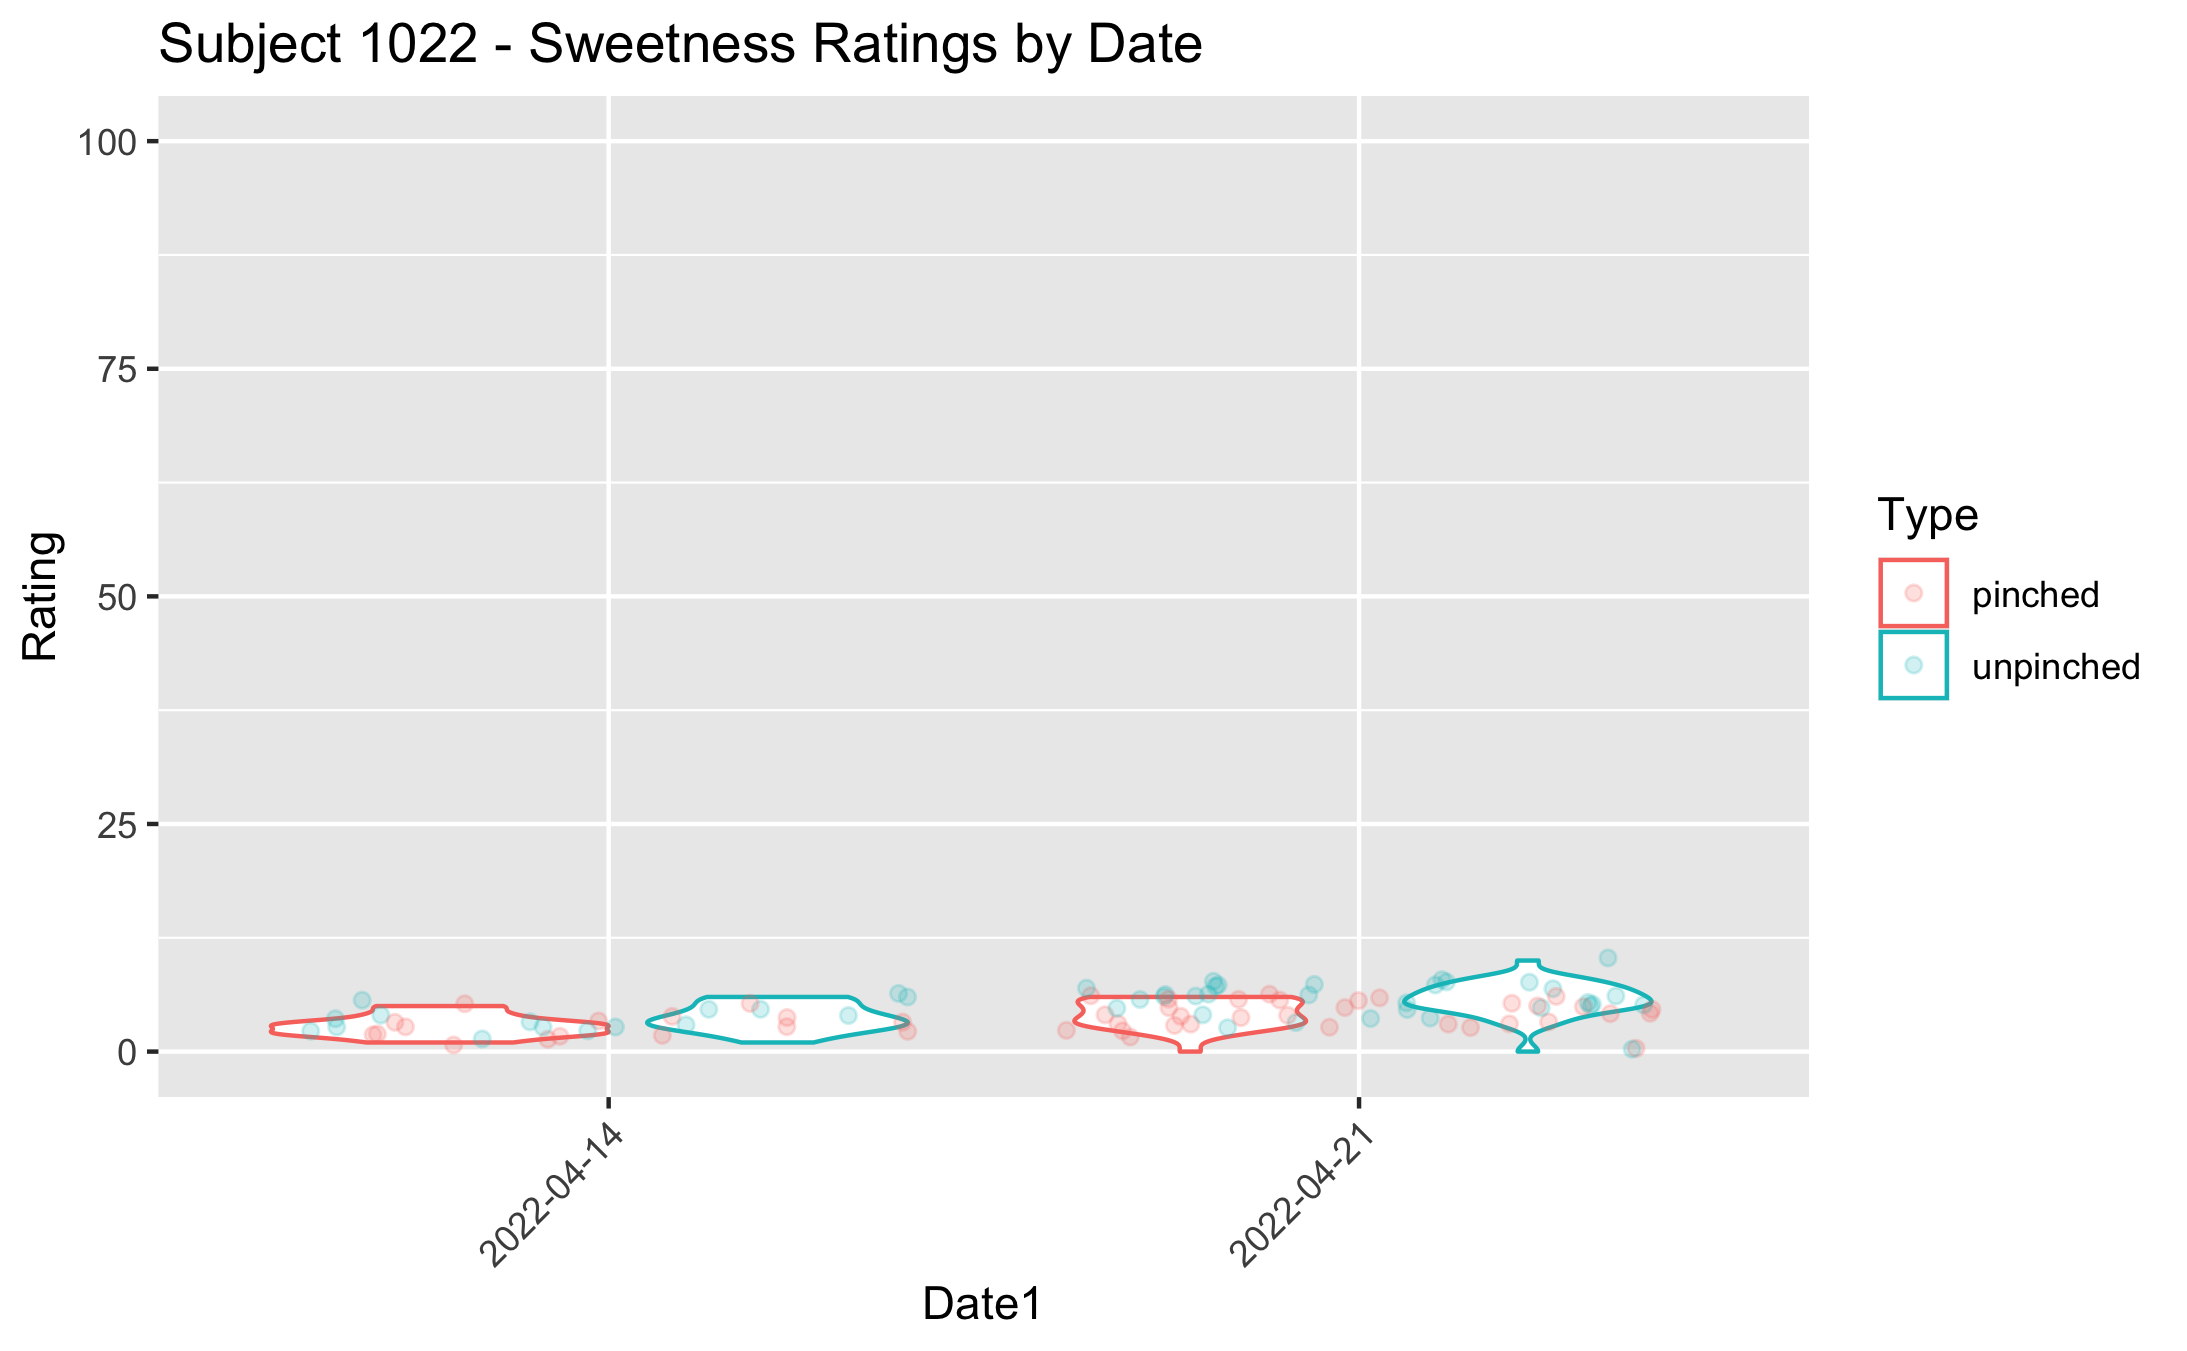 Subject 1022 - Sweetness Ratings by Date
100
75
50
25
0
Rating
2022-04-14
2022-04-21
Date1
Type
pinched
unpinched